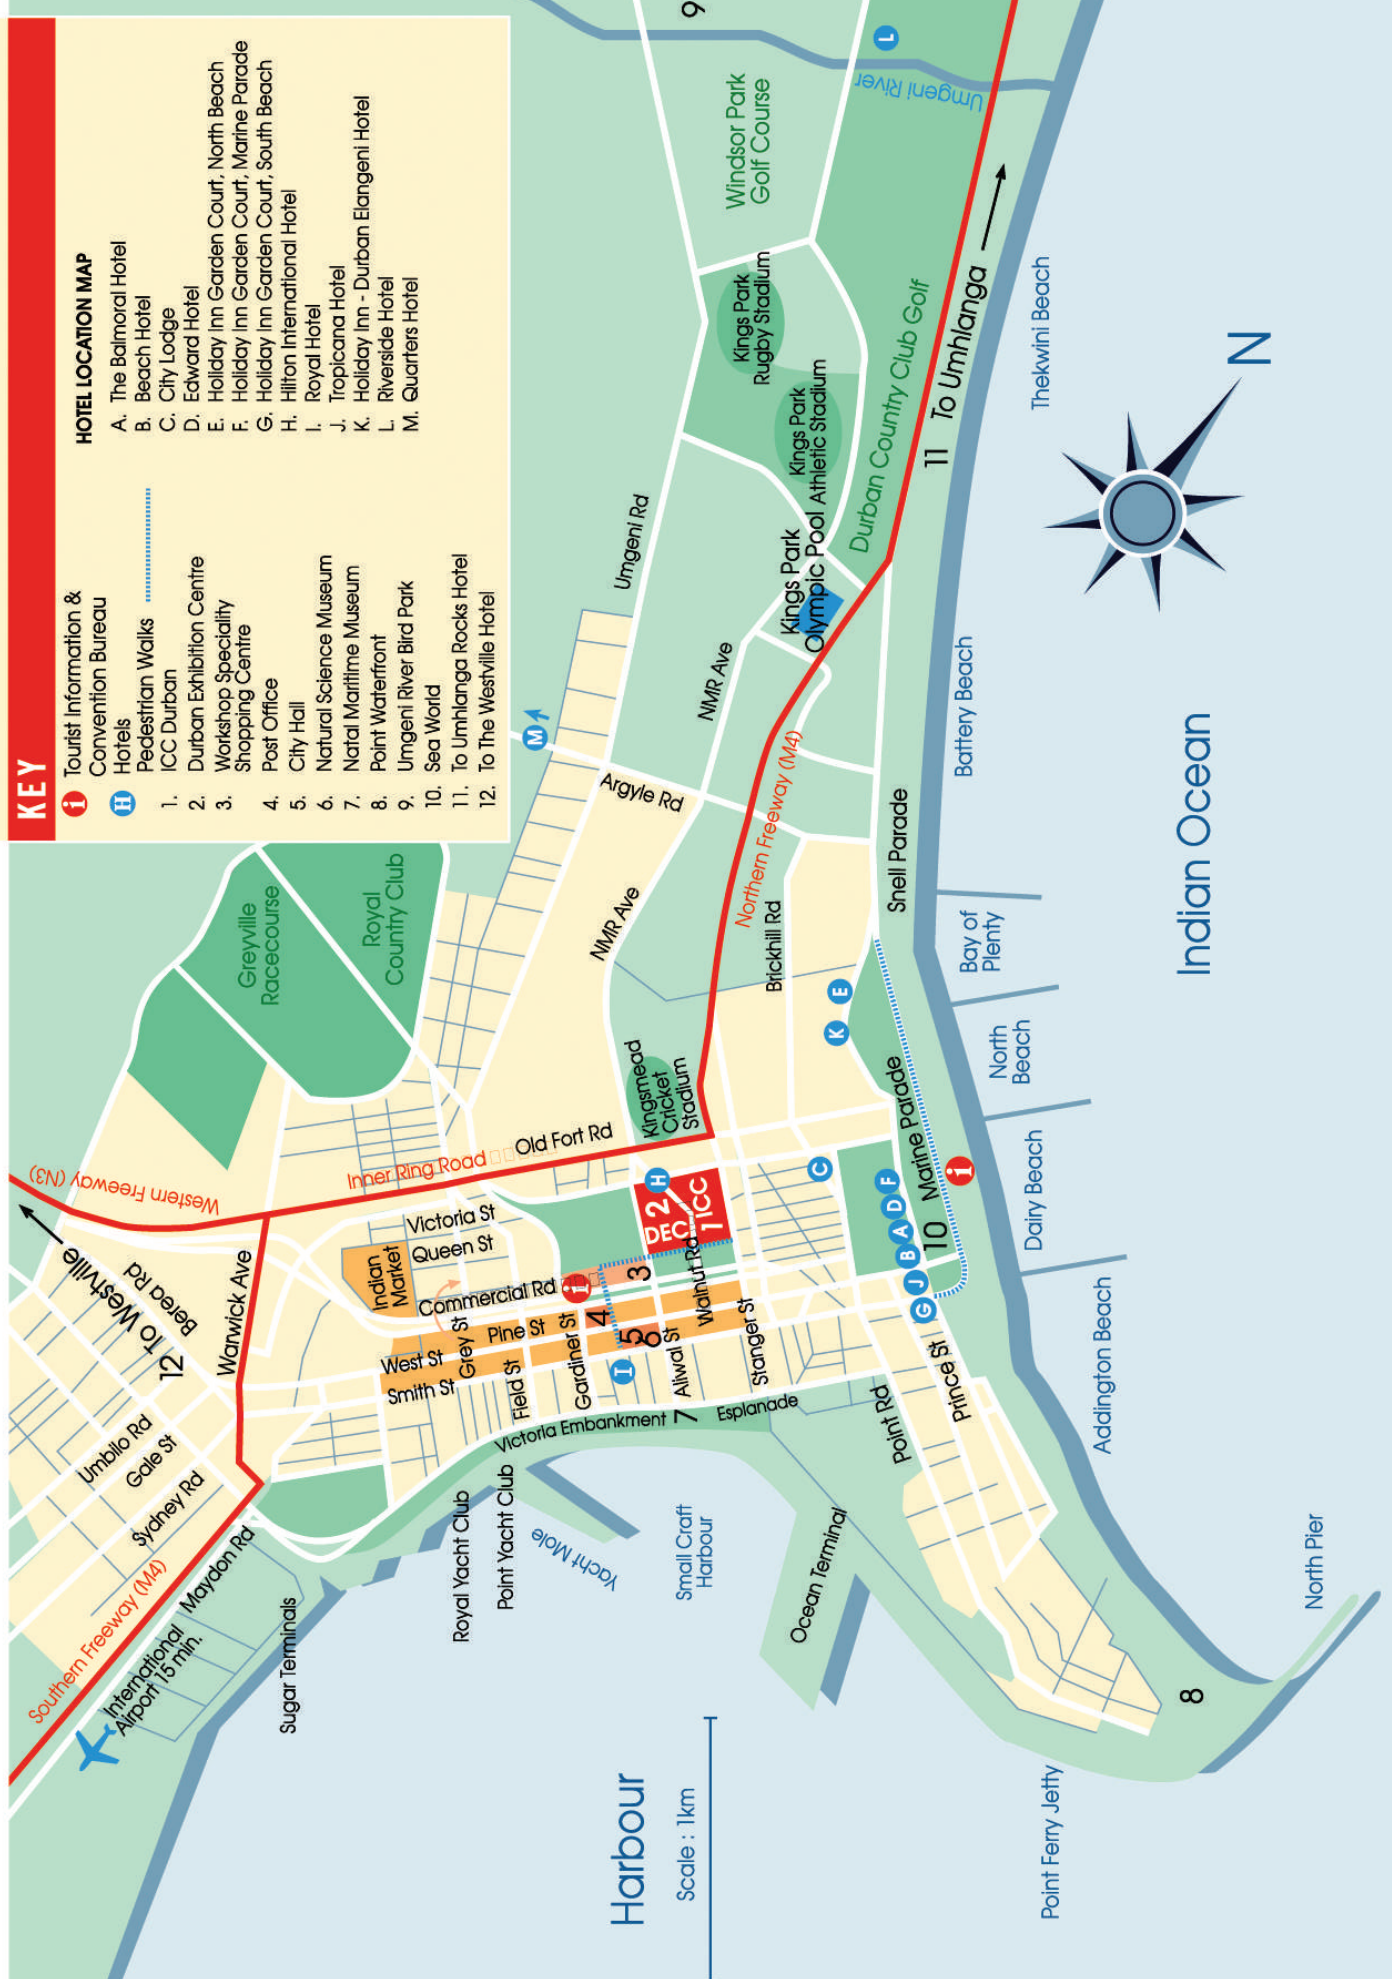 KEY
Tourist Information &
Convention Bureau
Hotels
Pedestrian Walks
1. ICC Durban
2. Durban Exhibition Centre
3. Workshop Speciality
Shopping Centre
4. Post Office
5. City Hall
6. Natural Science Museum
7. Natal Maritime Museum
8. Point Waterfront
9. Umgeni River Bird Park
10. Sea World
11. To Umhlanga Rocks Hotel
12. To The Westville Hotel
HOTEL LOCATION MAP
A. The Balmoral Hotel
B. Beach Hotel
C. City Lodge
D. Edward Hotel
E. Holiday Inn Garden Court, North Beach
F. Holiday Inn Garden Court, Marine Parade
G. Holiday Inn Garden Court, South Beach
H. Hilton International Hotel
I. Royal Hotel
J. Tropicana Hotel
K. Holiday Inn - Durban Elangeni Hotel
L. Riverside Hotel
M. Quarters Hotel
i
H
Southern Freeway (M4)
International
Airport 15 min.
Maydon Rd
Sydney Rd
Gale St
Umbilo Rd
12 To Westville
Berea Rd
Western Freeway (N3)
Warwick Ave
Inner Ring Road
Old Fort Rd
Greyville
Racecourse
Royal
Country Club
M
Argyle Rd
NMR Ave
NMR Ave
Umgeni Rd
Windsor Park
Golf Course
9
L
Umgeni River
Kings Park
Rugby Stadium
Kings Park
Athletic Stadium
Kings Park
Olympic Pool
Durban Country Club Golf
11 To Umhlanga
Northern Freeway (M4)
Brickhill Rd
Snell Parade
Kingsmead
Cricket
Stadium
Victoria St
Queen St
Indian
Market
Commercial Rd
Grey St
Pine St
West St
Smith St
Field St
Gardiner St
Aliwal St
Walnut Rd
Stanger St
2
DEC
1
ICC
H
i
3
4
5
6
I
7
Victoria Embankment
Esplanade
C
K
E
F
D
A
B
J
G
10 Marine Parade
i
Point Rd
Prince St
Sugar Terminals
Royal Yacht Club
Point Yacht Club
Yacht Mole
Small Craft
Harbour
Ocean Terminal
Harbour
Scale : 1km
Point Ferry Jetty
8
North Pier
Addington Beach
Dairy Beach
North
Beach
Bay of
Plenty
Battery Beach
Thekwini Beach
Indian Ocean
N